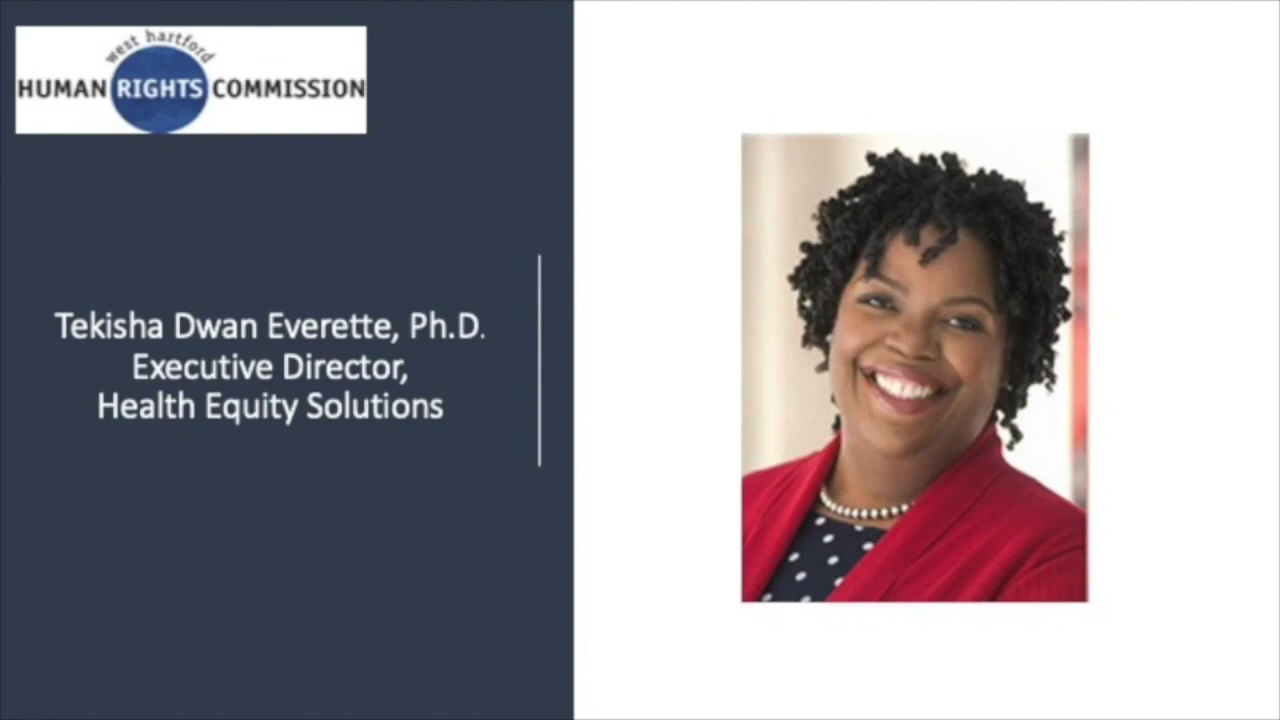 west hartford
HUMAN RIGHTS COMMISSION
Tekisha Dwan Everette, Ph.D.
Executive Director,
Health Equity Solutions